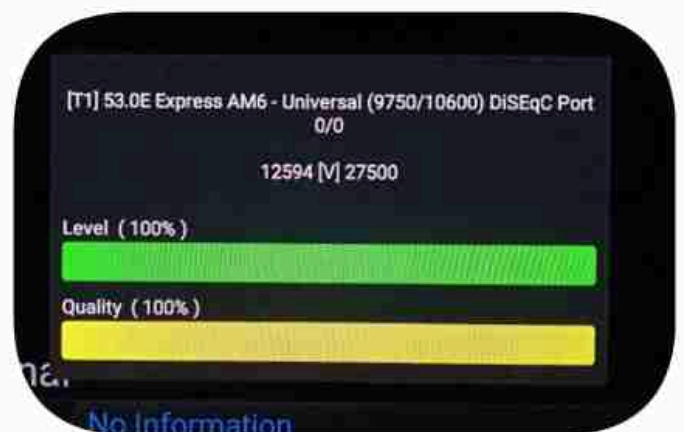 [T1] 53.0E Express AM6 - Universal (9750/10600) DiSEqC Port
0/0
12594 [V] 27500
Level ( 100% )
Quality ( 100% )
No Information